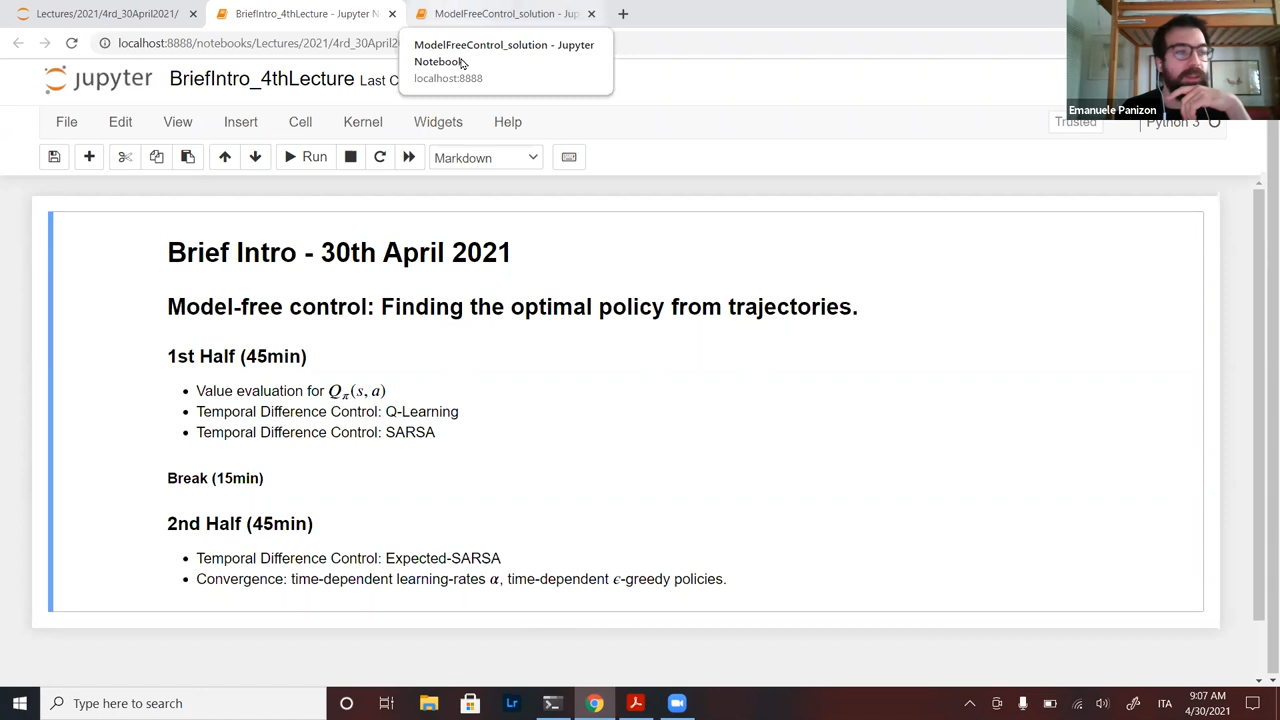 Lectures/2021/4rd_30April2021/
BriefIntro_4thLecture - Jupyter N
ModelFreeControl_solution - Jup
localhost:8888/notebooks/Lectures/2021/4rd_30April2
ModelFreeControl_solution - Jupyter
Notebook
localhost:8888
Emanuele Panizon
jupyter
BriefIntro_4thLecture Last C
File Edit View Insert Cell Kernel Widgets Help
Trusted
Python 3
Run
Markdown
Brief Intro - 30th April 2021
Model-free control: Finding the optimal policy from trajectories.
1st Half (45min)
• Value evaluation for Qπ(s, a)
• Temporal Difference Control: Q-Learning
• Temporal Difference Control: SARSA
Break (15min)
2nd Half (45min)
• Temporal Difference Control: Expected-SARSA
• Convergence: time-dependent learning-rates α, time-dependent ϵ-greedy policies.
Type here to search
Lr
ITA
9:07 AM
4/30/2021